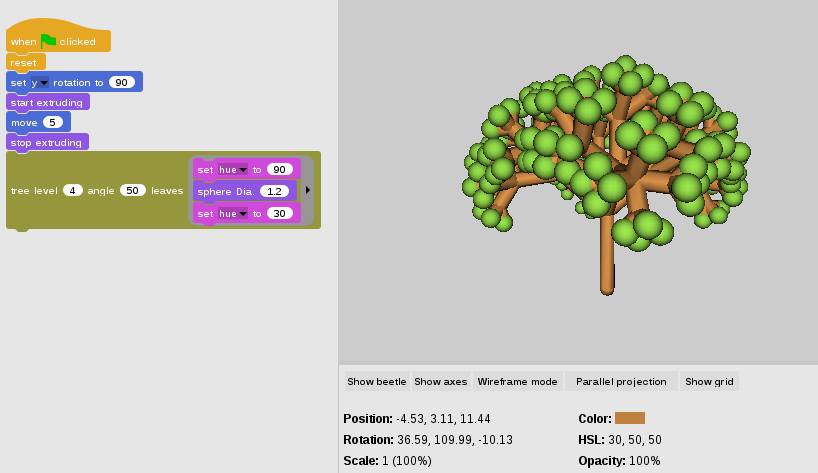 when clicked
reset
set y rotation to 90
start extruding
move 5
stop extruding
set hue to 90
tree level 4 angle 50 leaves sphere Dia. 1.2
set hue to 30
Show beetle Show axes Wireframe mode Parallel projection Show grid
Position: -4.53, 3.11, 11.44 Color:
Rotation: 36.59, 109.99, -10.13 HSL: 30, 50, 50
Scale: 1 (100%) Opacity: 100%